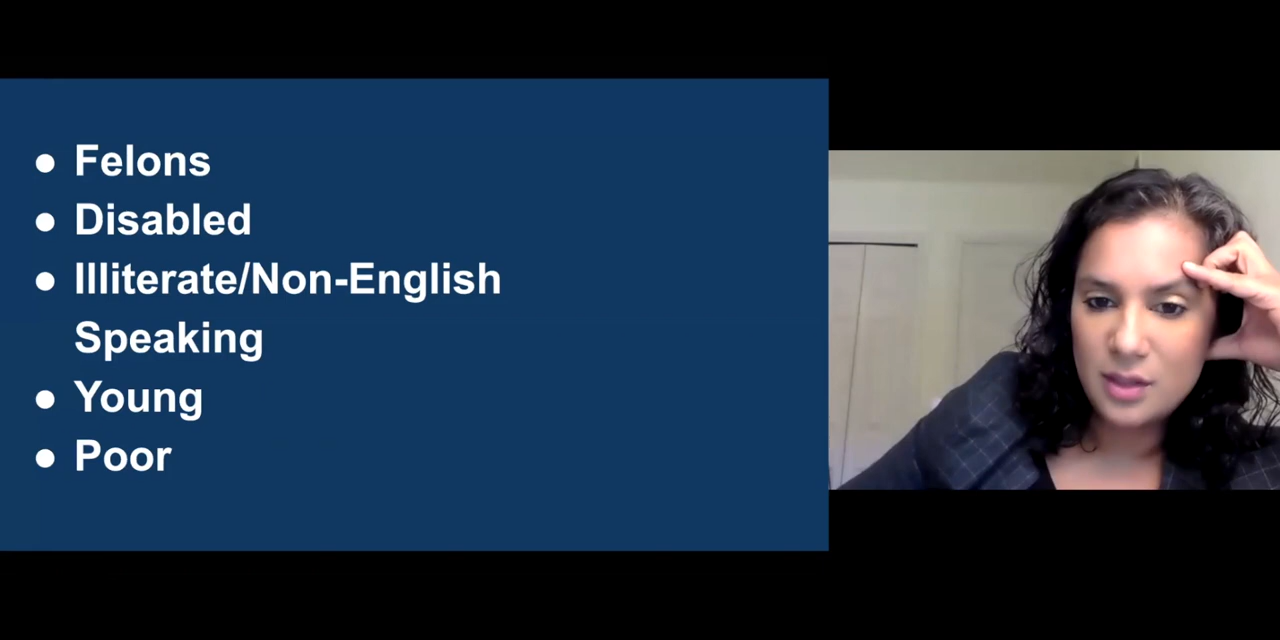 ● Felons
● Disabled
● Illiterate/Non-English
Speaking
● Young
● Poor